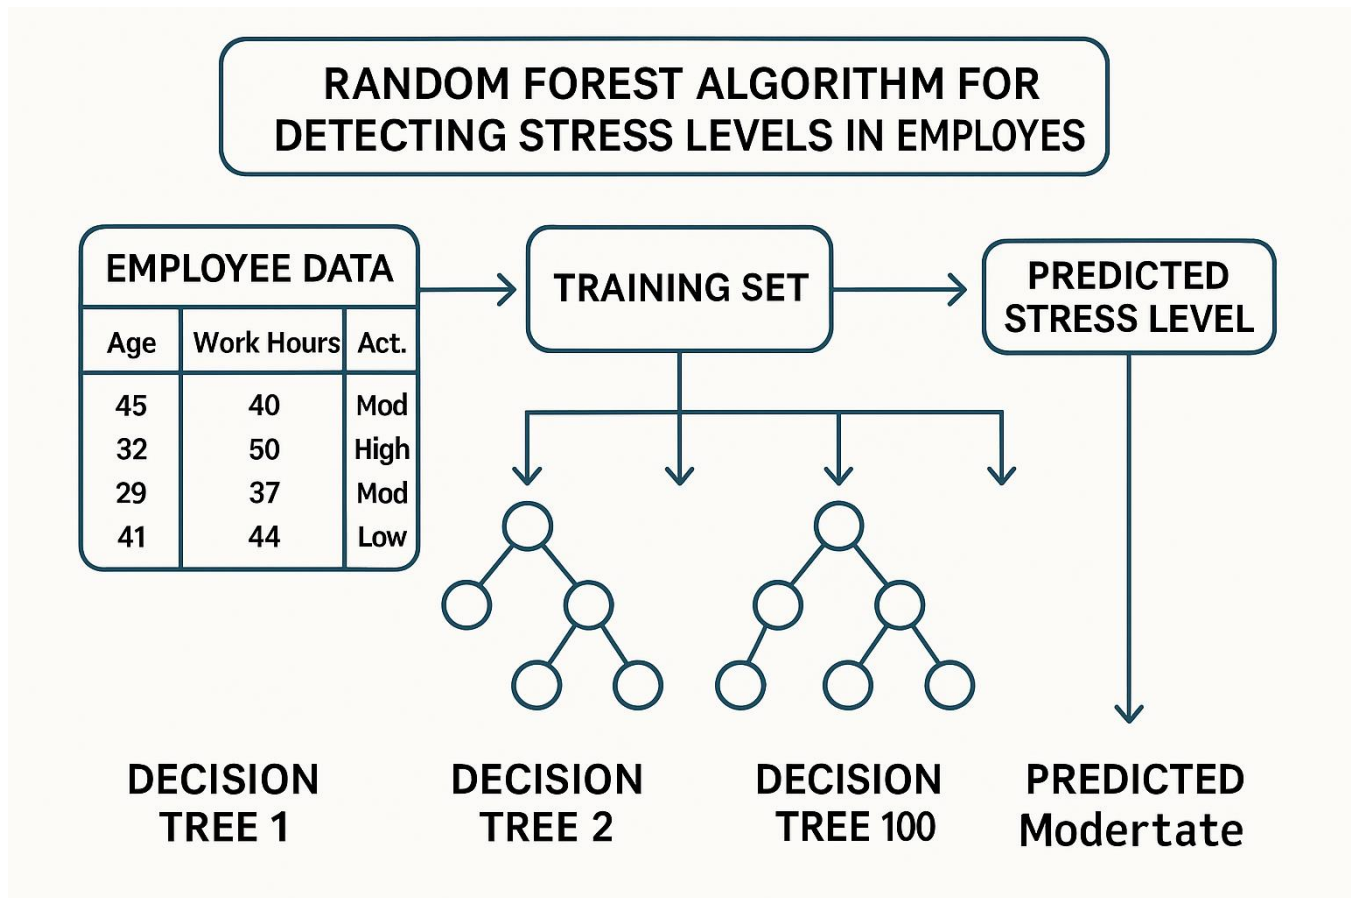 RANDOM FOREST ALGORITHM FOR
DETECTING STRESS LEVELS IN EMPLOYES
EMPLOYEE DATA
Age Work Hours Act.
45 40 Mod
32 50 High
29 37 Mod
41 44 Low
TRAINING SET
PREDICTED
STRESS LEVEL
DECISION
TREE 1
DECISION
TREE 2
DECISION
TREE 100
PREDICTED
Modertate